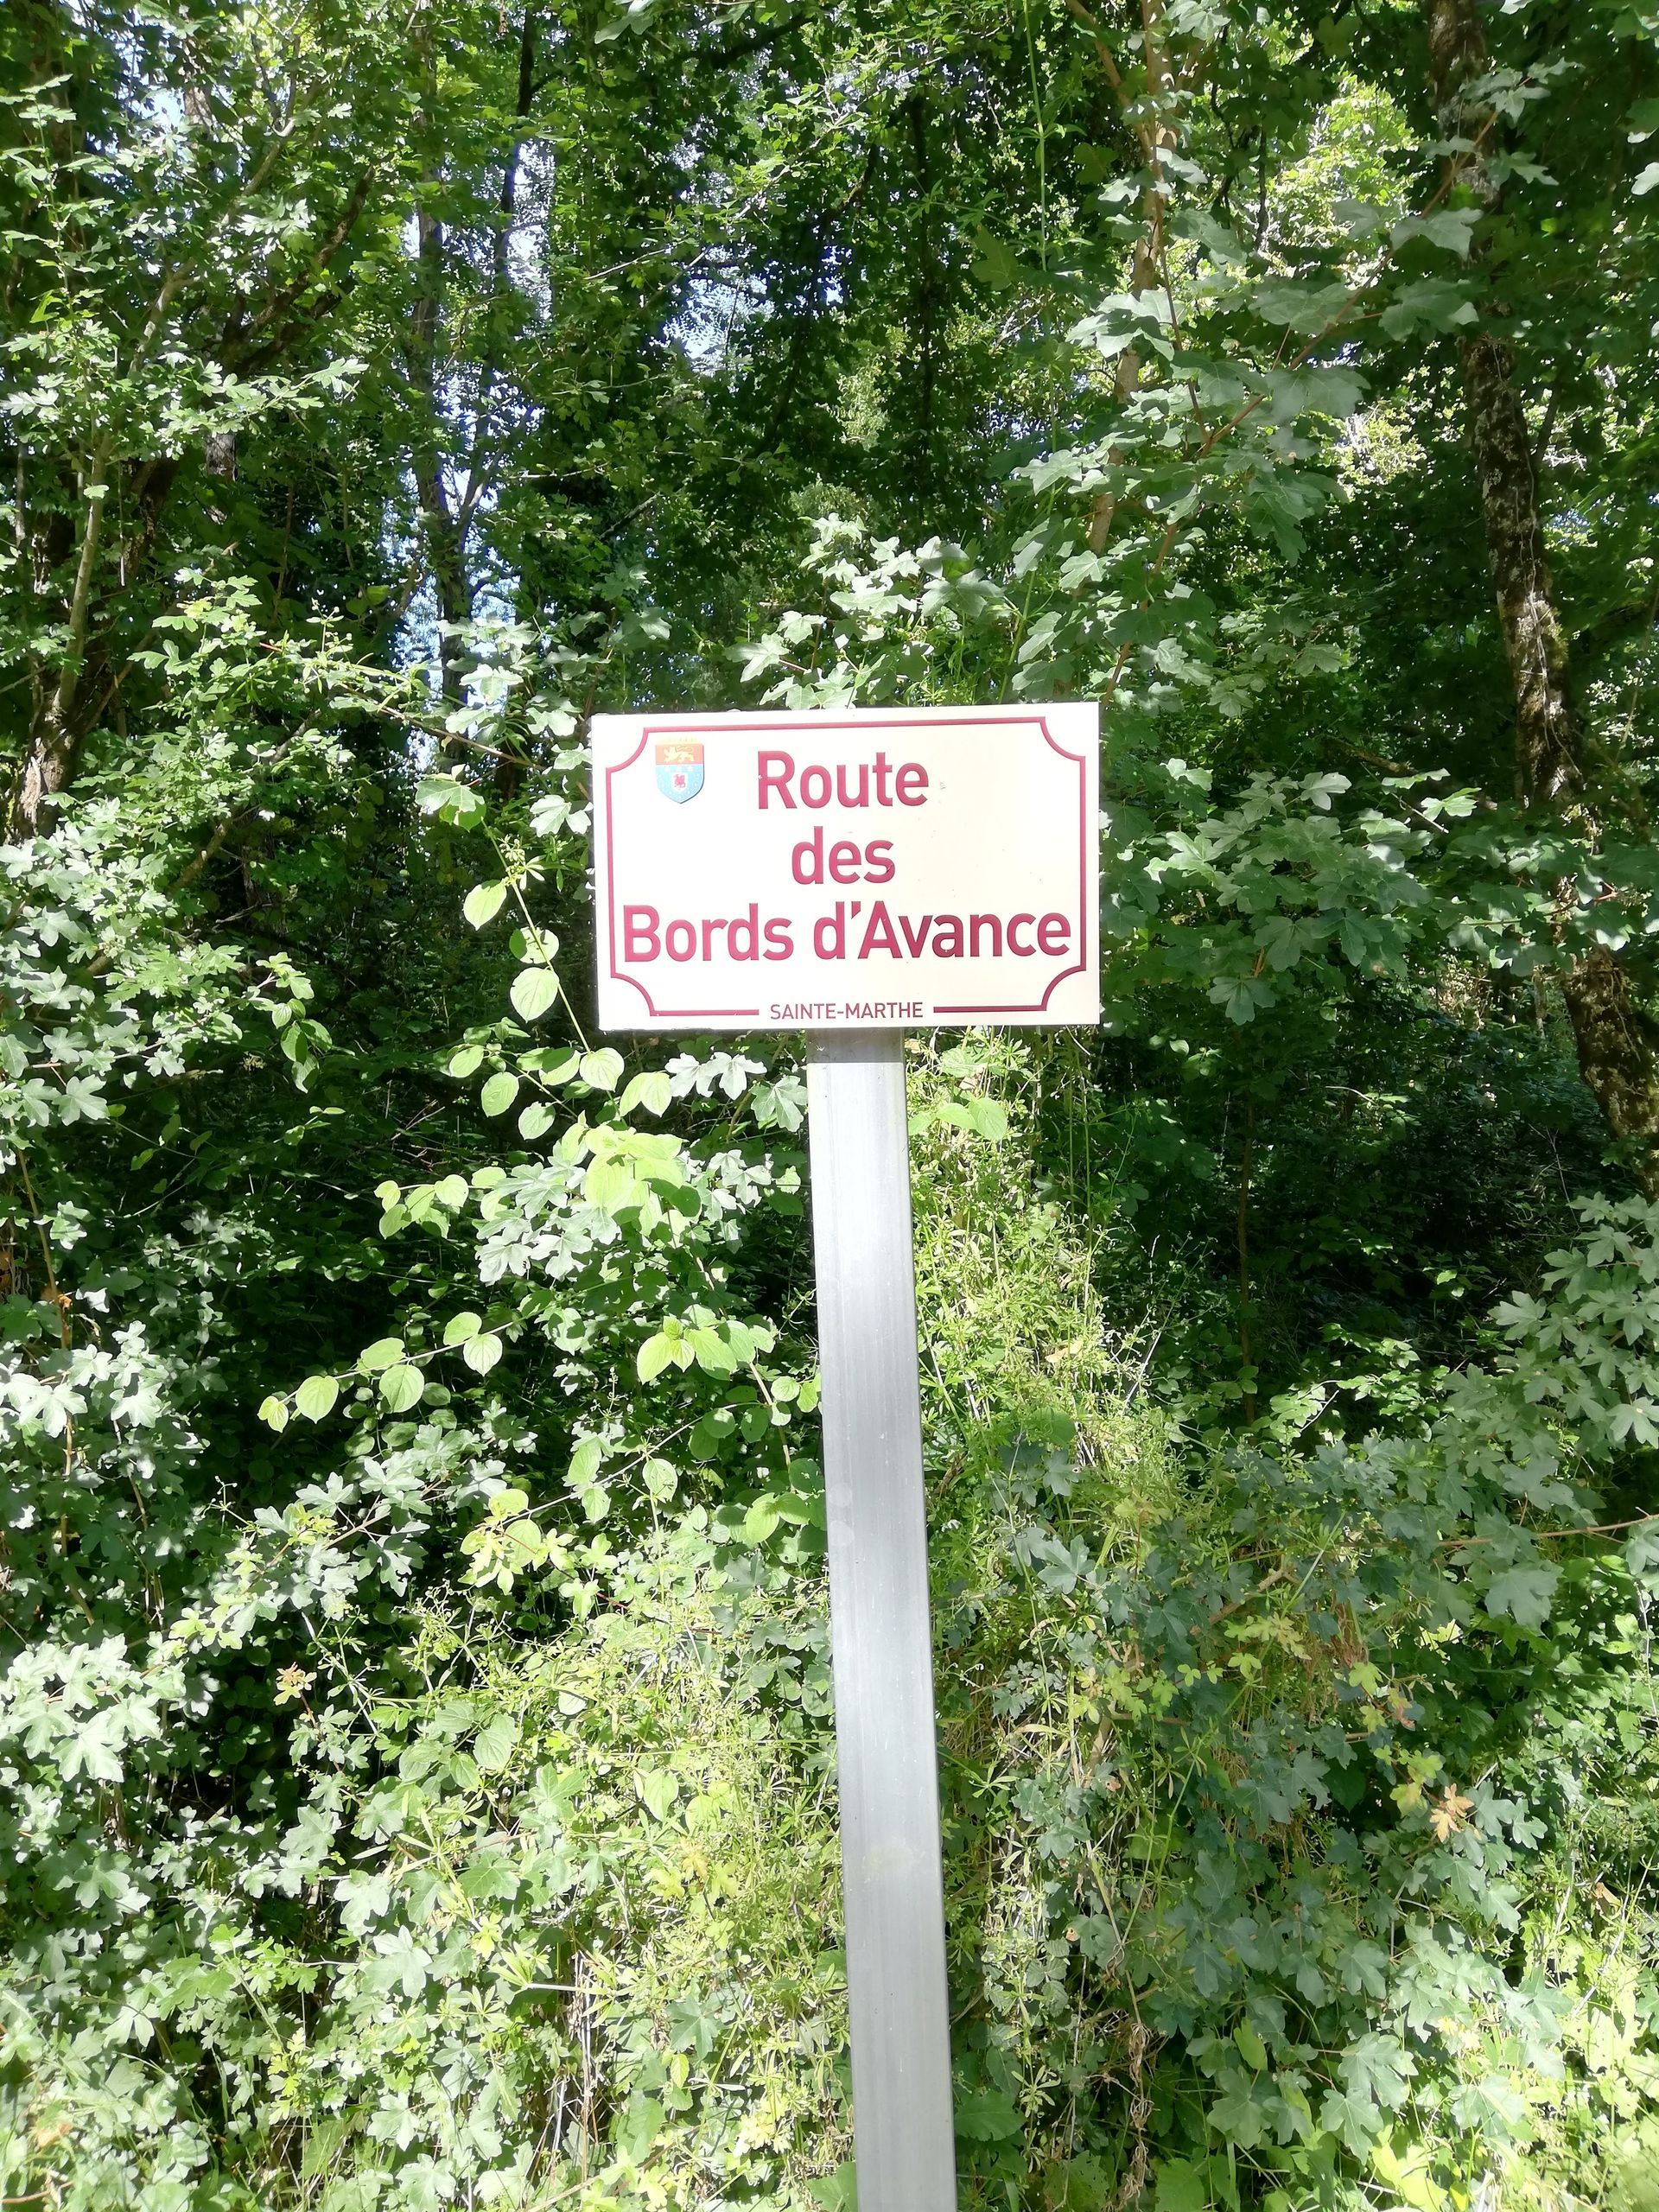 Route
des
Bords d'Avance
SAINTE-MARTHE